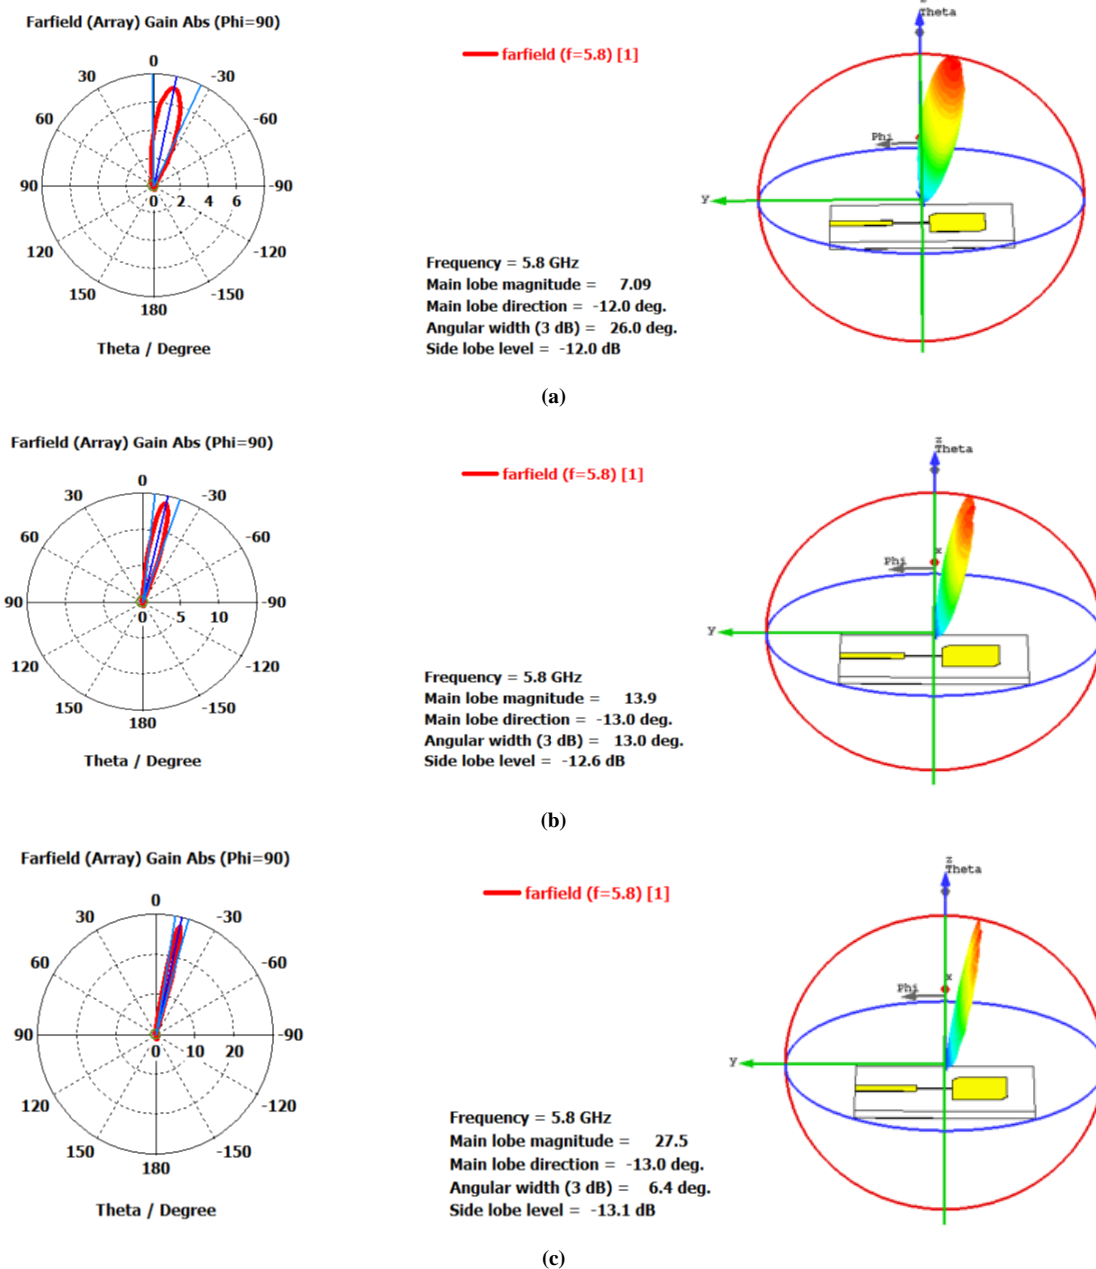 Farfield (Array) Gain Abs (Phi=90)
0
30
-30
60
-60
90
-90
0 2 4 6
120
-120
150
-150
180
Theta / Degree
farfield (f=5.8) [1]
Frequency = 5.8 GHz
Main lobe magnitude = 7.09
Main lobe direction = -12.0 deg.
Angular width (3 dB) = 26.0 deg.
Side lobe level = -12.0 dB
Theta
Phi
y
(a)
Farfield (Array) Gain Abs (Phi=90)
0
30
-30
60
-60
90
-90
0 5 10
120
-120
150
-150
180
Theta / Degree
farfield (f=5.8) [1]
Frequency = 5.8 GHz
Main lobe magnitude = 13.9
Main lobe direction = -13.0 deg.
Angular width (3 dB) = 13.0 deg.
Side lobe level = -12.6 dB
z
Theta
x
Phi
y
(b)
Farfield (Array) Gain Abs (Phi=90)
0
30
-30
60
-60
90
-90
0 10 20
120
-120
150
-150
180
Theta / Degree
farfield (f=5.8) [1]
Frequency = 5.8 GHz
Main lobe magnitude = 27.5
Main lobe direction = -13.0 deg.
Angular width (3 dB) = 6.4 deg.
Side lobe level = -13.1 dB
z
Theta
x
Phi
y
(c)